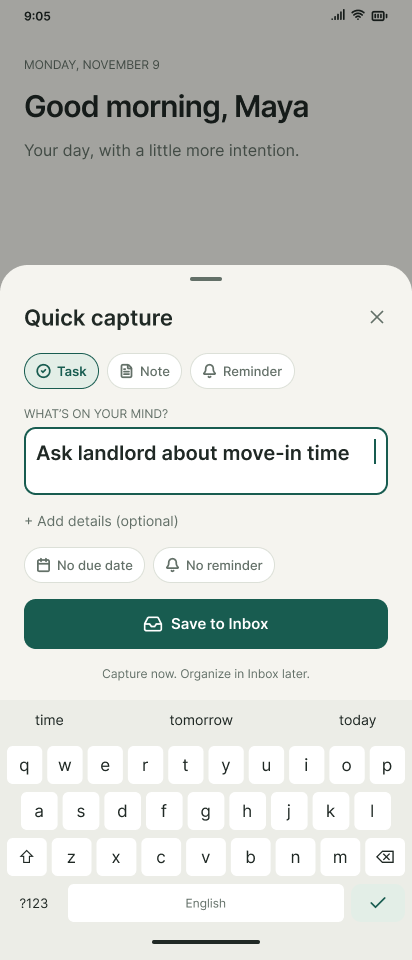 9:05
MONDAY, NOVEMBER 9
Good morning, Maya
Your day, with a little more intention.
Quick capture
Task
Note
Reminder
WHAT'S ON YOUR MIND?
Ask landlord about move-in time
+ Add details (optional)
No due date
No reminder
Save to Inbox
Capture now. Organize in Inbox later.
time tomorrow today
q w e r t y u i o p
a s d f g h j k l
z x c v b n m
?123 English